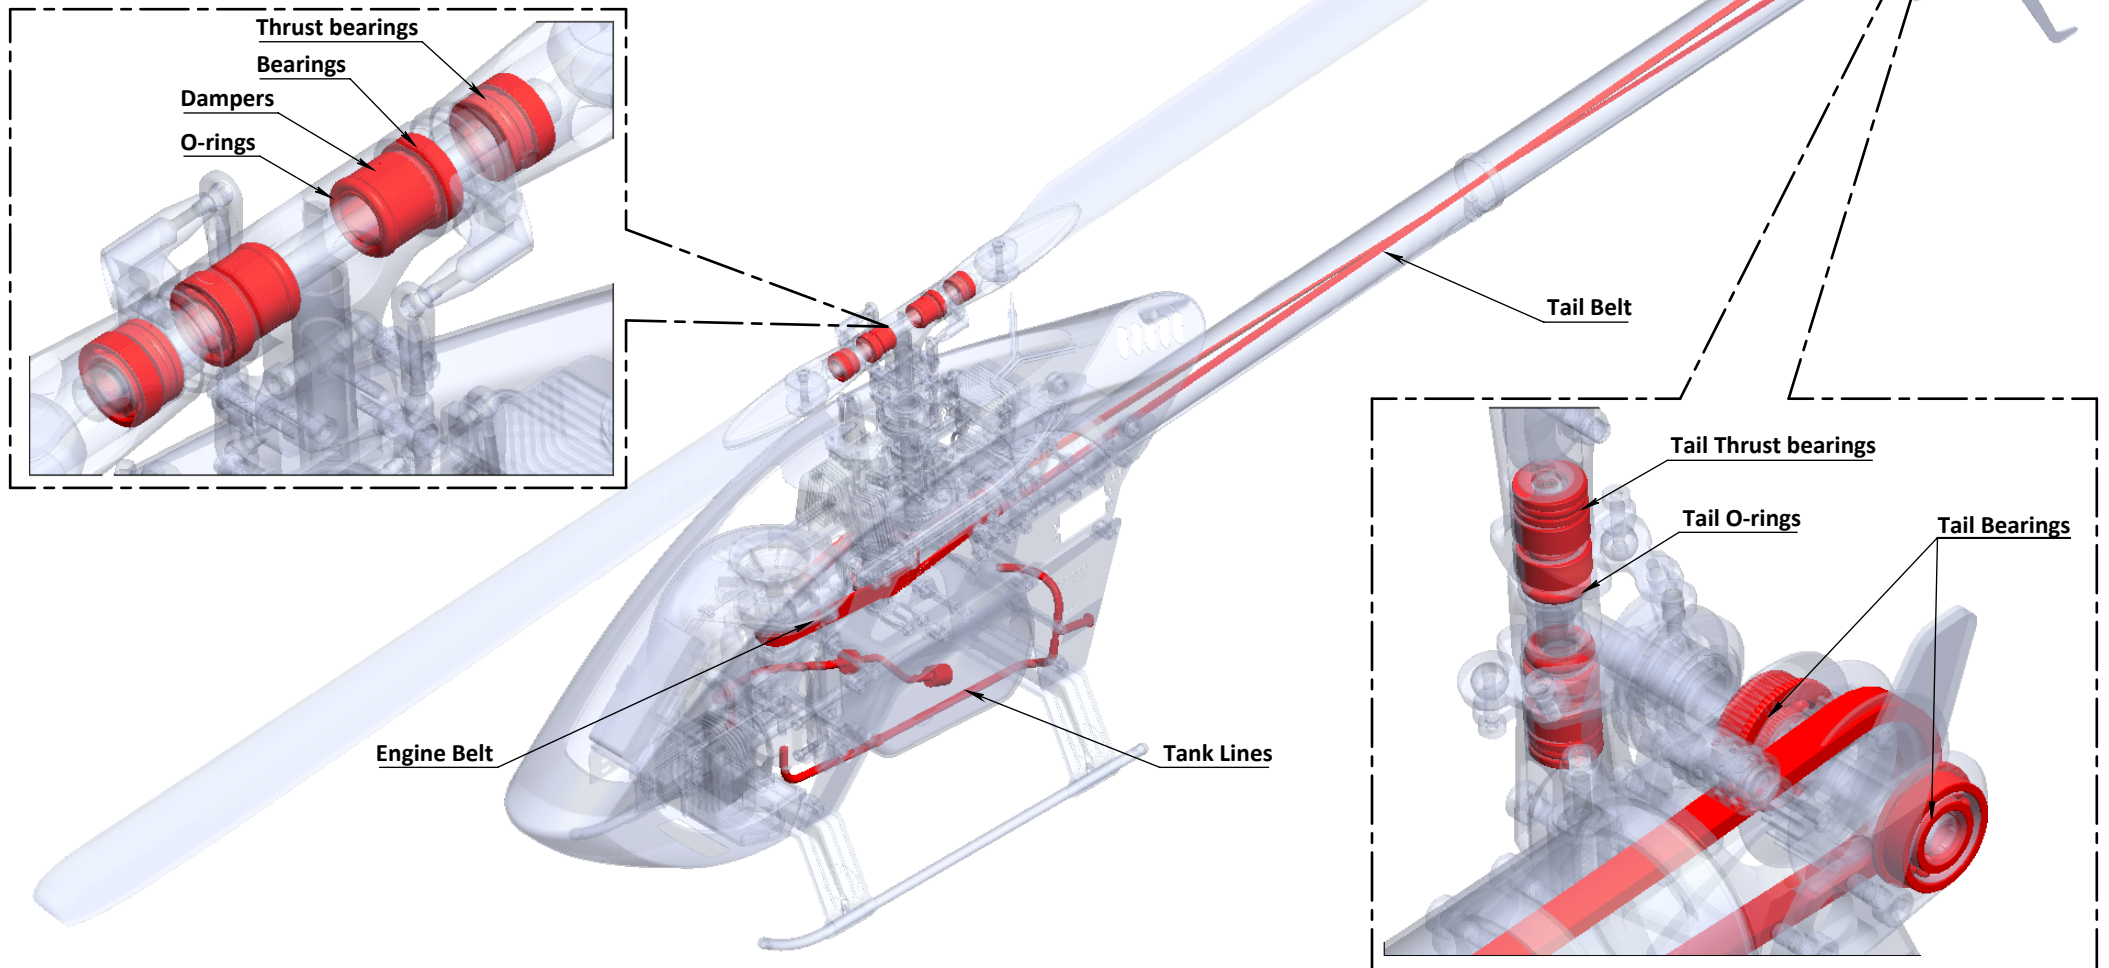 Thrust bearings
Bearings
Dampers
O-rings
Tail Belt
Tail Thrust bearings
Tail O-rings
Tail Bearings
Engine Belt
Tank Lines